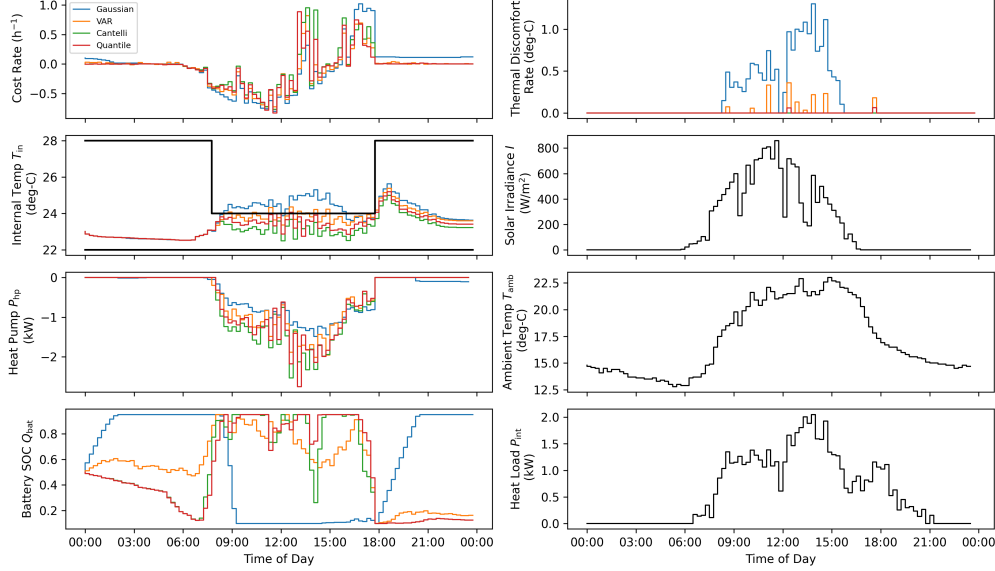 Cost Rate (h⁻¹)
1.0
0.5
0.0
−0.5
Gaussian
VAR
Cantelli
Quantile
Thermal Discomfort
Rate (deg-C)
1.0
0.5
0.0
Internal Temp Tin
(deg-C)
28
26
24
22
Solar Irradiance I
(W/m²)
800
600
400
200
0
Heat Pump Php
(kW)
0
−1
−2
Ambient Temp Tamb
(deg-C)
22.5
20.0
17.5
15.0
12.5
Battery SOC Qbat
0.8
0.6
0.4
0.2
00:00 03:00 06:00 09:00 12:00 15:00 18:00 21:00 00:00
Time of Day
Heat Load Pint
(kW)
2.0
1.5
1.0
0.5
0.0
00:00 03:00 06:00 09:00 12:00 15:00 18:00 21:00 00:00
Time of Day